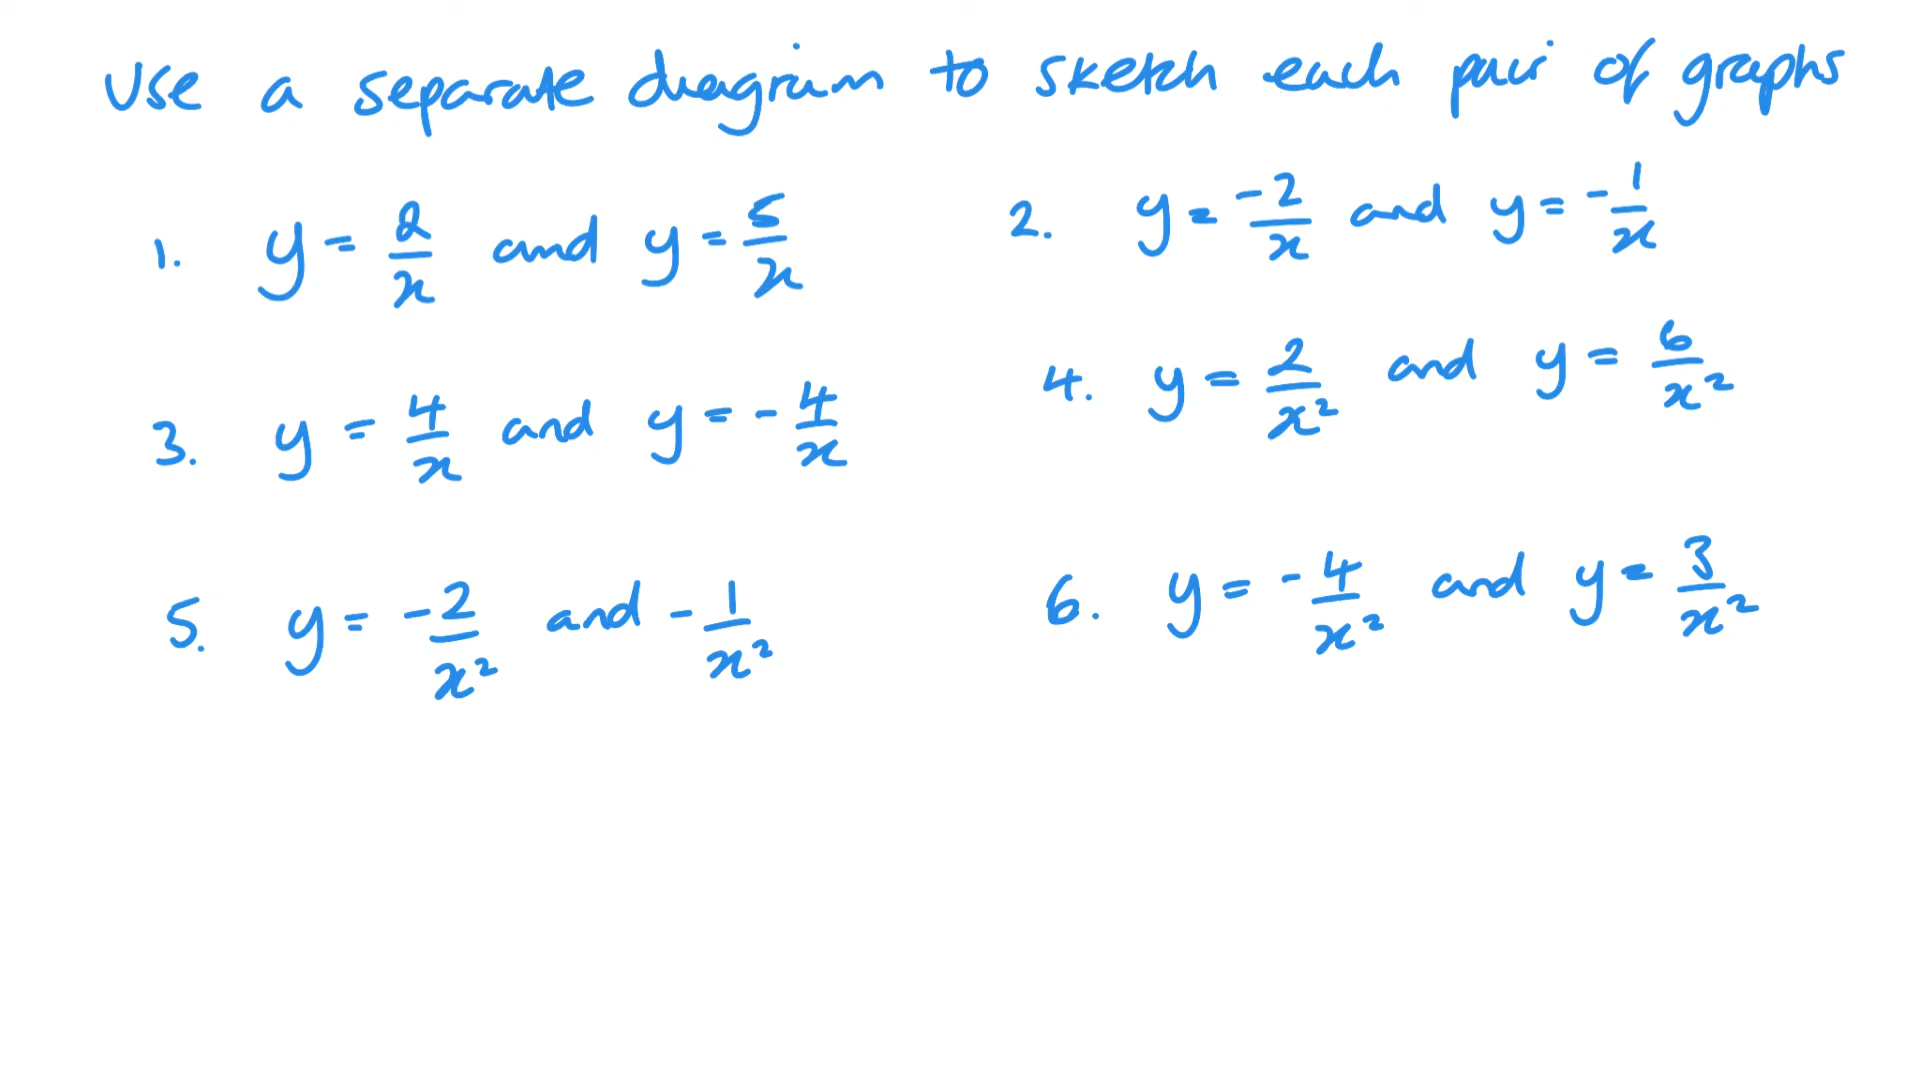 Use a separate diagram to sketch each pair of graphs
1. y = 2/x and y = 5/x
2. y = -2/x and y = -1/x
3. y = 4/x and y = -4/x
4. y = 2/x² and y = 6/x²
5. y = -2/x² and -1/x²
6. y = -4/x² and y = 3/x²